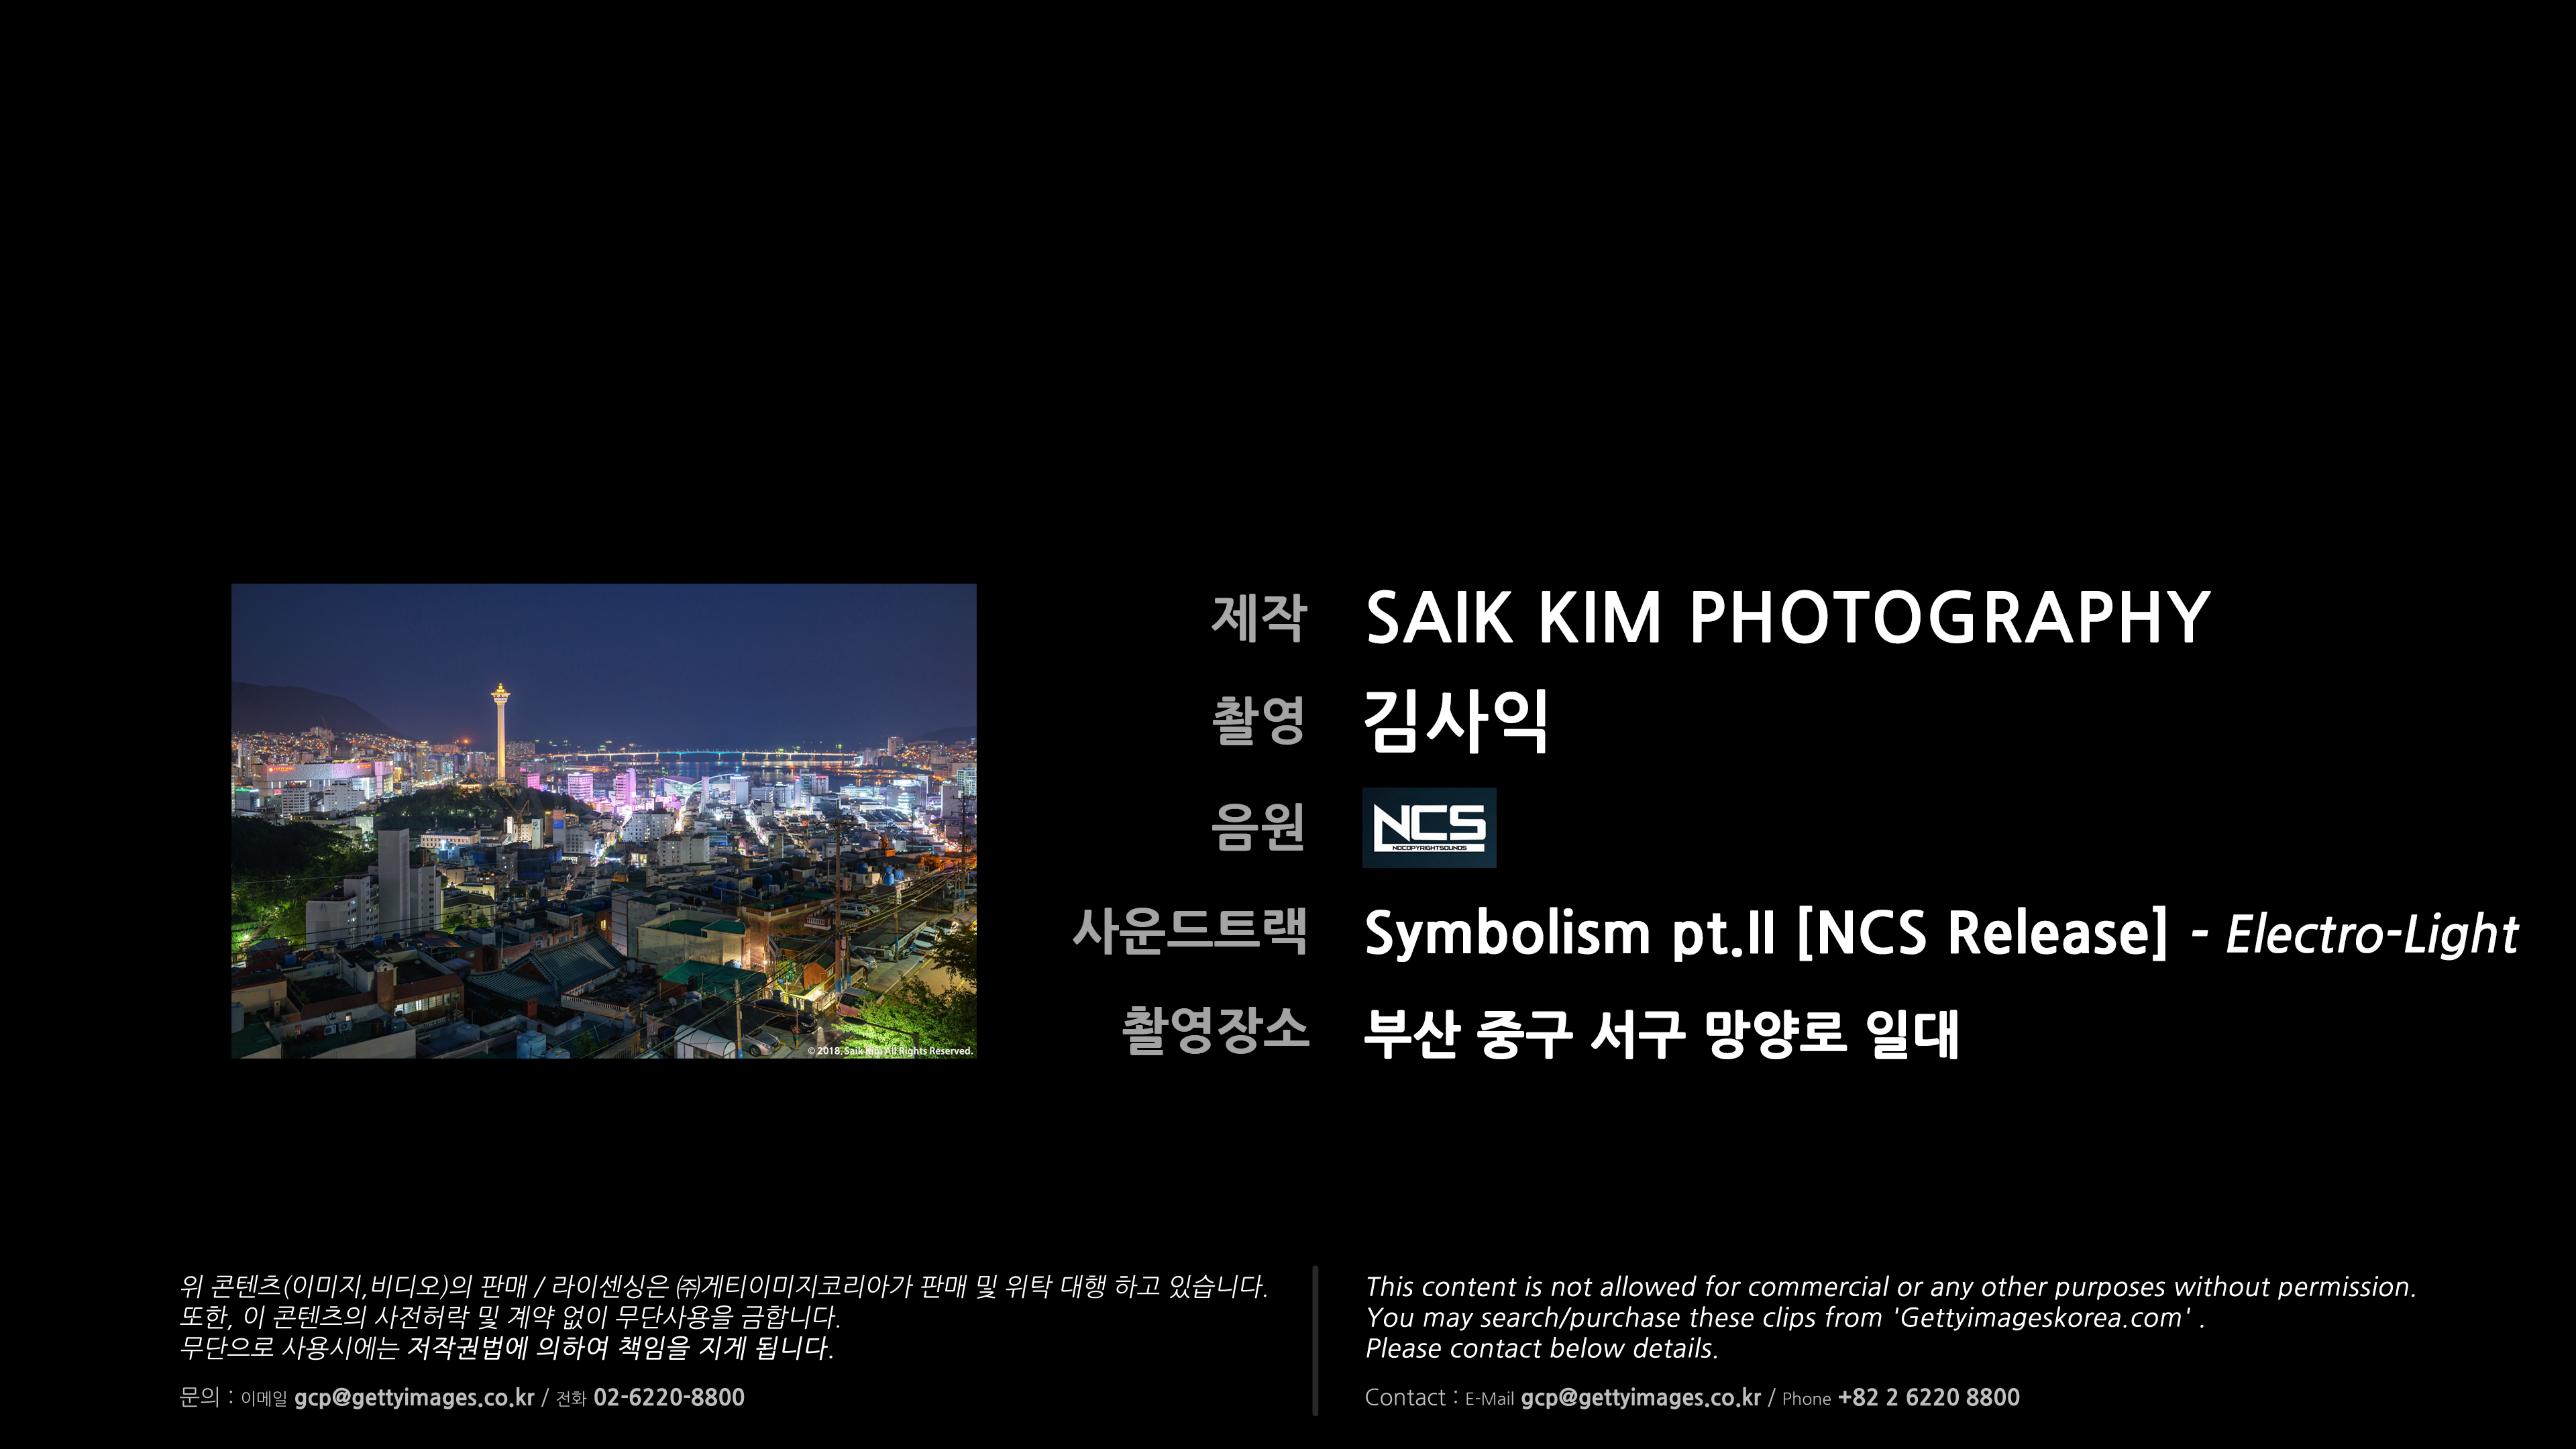 제작 SAIK KIM PHOTOGRAPHY
촬영 김사익
음원 NCS
NOCOPYRIGHTSOUNDS
사운드트랙 Symbolism pt.II [NCS Release] - Electro-Light
촬영장소 부산 중구 서구 망양로 일대
© 2018. Saik Kim All Rights Reserved.
위 콘텐츠(이미지,비디오)의 판매 / 라이센싱은 ㈜게티이미지코리아가 판매 및 위탁 대행 하고 있습니다.
또한, 이 콘텐츠의 사전허락 및 계약 없이 무단사용을 금합니다.
무단으로 사용시에는 저작권법에 의하여 책임을 지게 됩니다.
문의 : 이메일 gcp@gettyimages.co.kr / 전화 02-6220-8800
This content is not allowed for commercial or any other purposes without permission.
You may search/purchase these clips from 'Gettyimageskorea.com' .
Please contact below details.
Contact : E-Mail gcp@gettyimages.co.kr / Phone +82 2 6220 8800